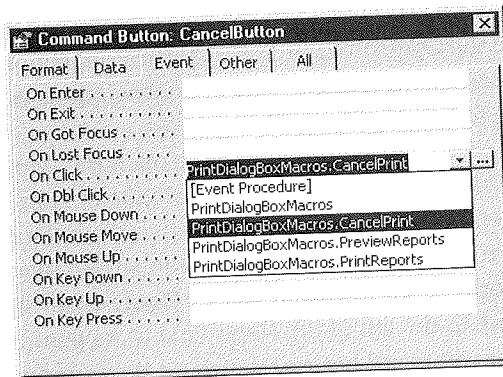 Command Button: CancelButton
Format Data Event Other All
On Enter . . . . . . . . .
On Exit . . . . . . . . . .
On Got Focus . . . . . .
On Lost Focus . . . . . .
On Click . . . . . . . . . PrintDialogBoxMacros.CancelPrint ...
On Dbl Click . . . . . . . [Event Procedure]
On Mouse Down . . . . PrintDialogBoxMacros
On Mouse Move . . . . PrintDialogBoxMacros.CancelPrint
On Mouse Up . . . . . . PrintDialogBoxMacros.PreviewReports
On Key Down . . . . . . PrintDialogBoxMacros.PrintReports
On Key Up . . . . . . . .
On Key Press . . . . . .